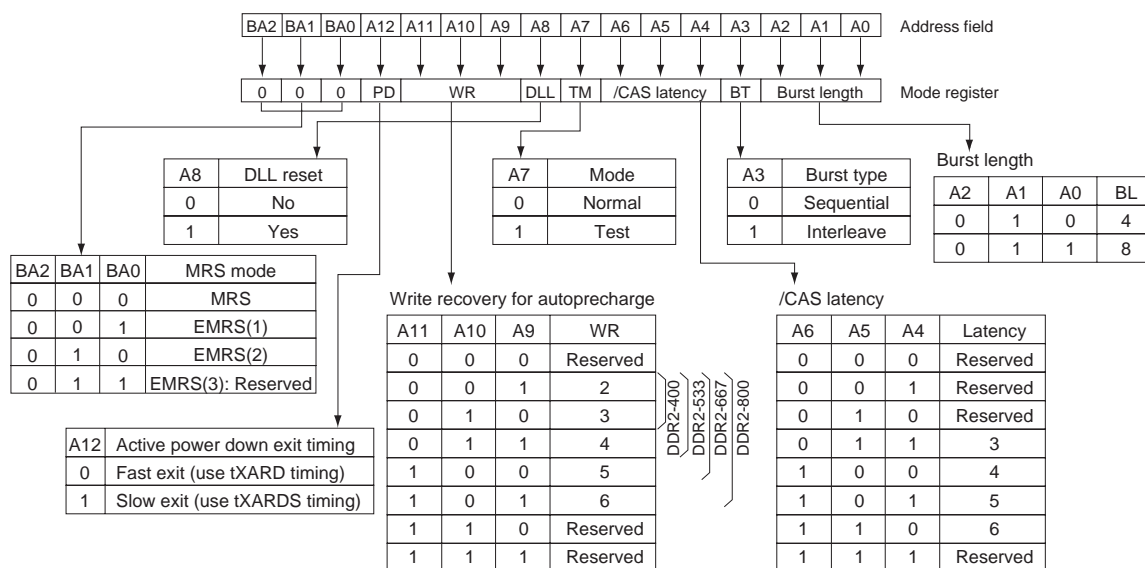 BA2 BA1 BA0 A12 A11 A10 A9 A8 A7 A6 A5 A4 A3 A2 A1 A0 Address field
0 0 0 PD WR DLL TM /CAS latency BT Burst length Mode register
A8 DLL reset
0 No
1 Yes
A7 Mode
0 Normal
1 Test
A3 Burst type
0 Sequential
1 Interleave
Burst length
A2 A1 A0 BL
0 1 0 4
0 1 1 8
BA2 BA1 BA0 MRS mode
0 0 0 MRS
0 0 1 EMRS(1)
0 1 0 EMRS(2)
0 1 1 EMRS(3): Reserved
A12 Active power down exit timing
0 Fast exit (use tXARD timing)
1 Slow exit (use tXARDS timing)
Write recovery for autoprecharge
A11 A10 A9 WR
0 0 0 Reserved
0 0 1 2
0 1 0 3
0 1 1 4
1 0 0 5
1 0 1 6
1 1 0 Reserved
1 1 1 Reserved
DDR2-400
DDR2-533
DDR2-667
DDR2-800
/CAS latency
A6 A5 A4 Latency
0 0 0 Reserved
0 0 1 Reserved
0 1 0 Reserved
0 1 1 3
1 0 0 4
1 0 1 5
1 1 0 6
1 1 1 Reserved